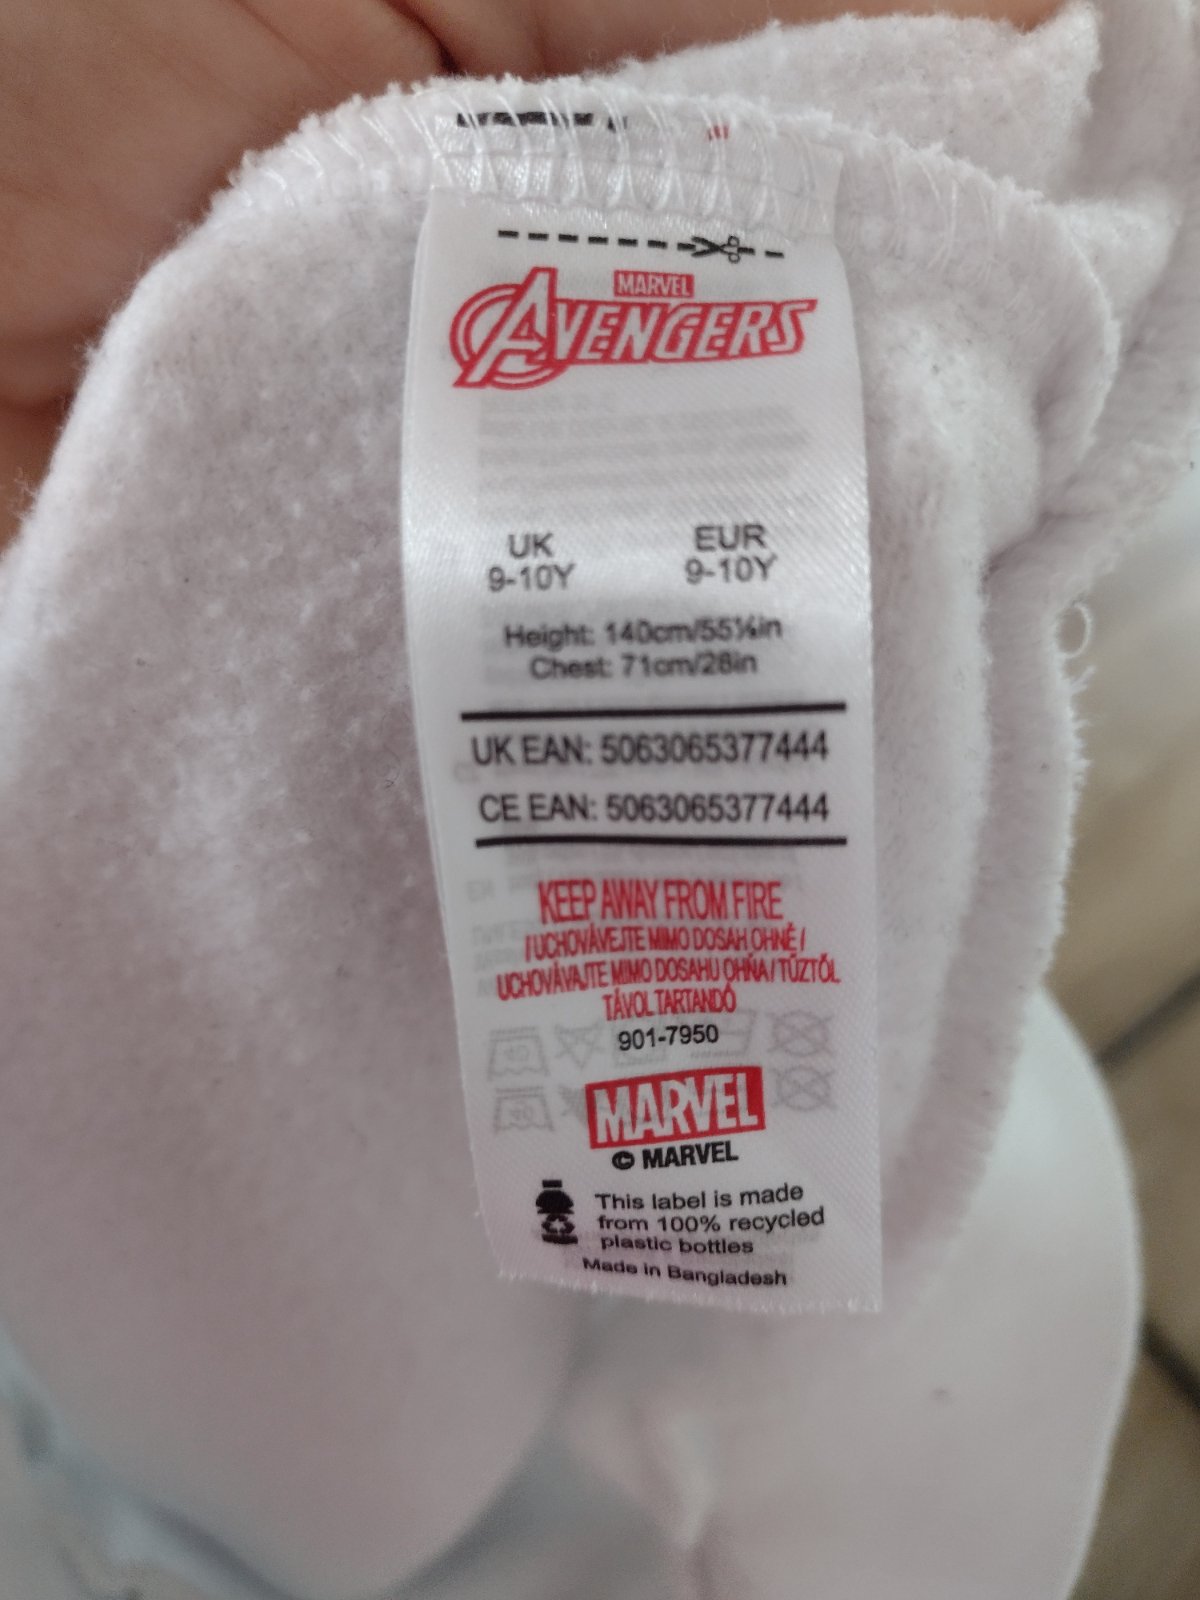 MARVEL
AVENGERS
UK EUR
9-10Y 9-10Y
Height: 140cm/55¼in
Chest: 71cm/28in
UK EAN: 5063065377444
CE EAN: 5063065377444
KEEP AWAY FROM FIRE
/ UCHOVÁVEJTE MIMO DOSAH OHNĚ /
UCHOVÁVAJTE MIMO DOSAHU OHŇA / TŰZTŐL
TÁVOL TARTANDÓ
901-7950
MARVEL
© MARVEL
This label is made
from 100% recycled
plastic bottles
Made in Bangladesh